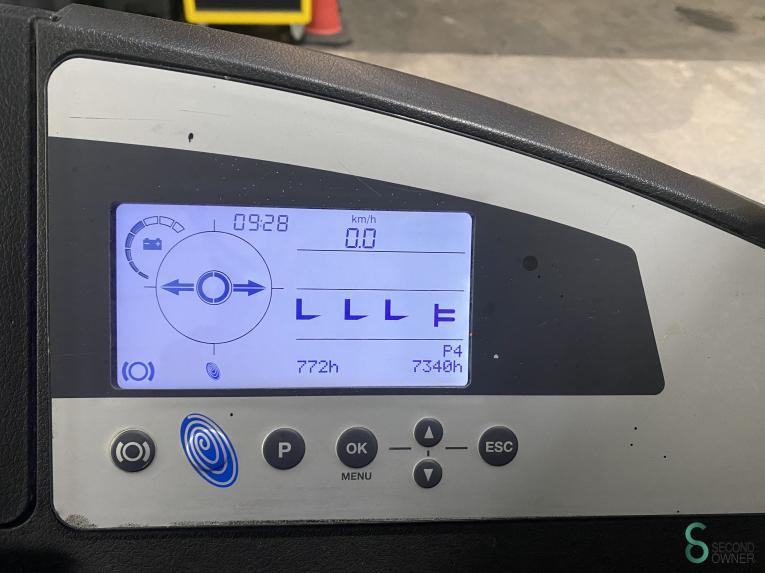 09:28
km/h
0.0
P4
772h 7340h
P OK ESC
MENU
SECOND
OWNER